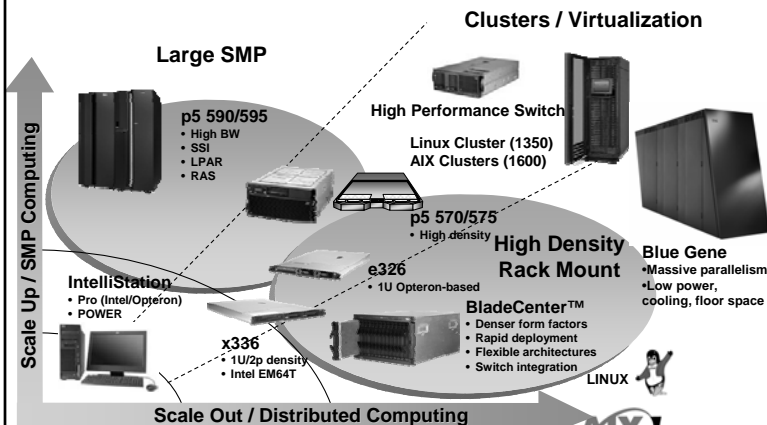 Clusters / Virtualization
Large SMP
p5 590/595
• High BW
• SSI
• LPAR
• RAS
High Performance Switch
Linux Cluster (1350)
AIX Clusters (1600)
Scale Up / SMP Computing
p5 570/575
• High density
High Density
Rack Mount
Blue Gene
•Massive parallelism
•Low power,
cooling, floor space
e326
• 1U Opteron-based
IntelliStation
• Pro (Intel/Opteron)
• POWER
BladeCenter™
• Denser form factors
• Rapid deployment
• Flexible architectures
• Switch integration
x336
• 1U/2p density
• Intel EM64T
LINUX
Scale Out / Distributed Computing